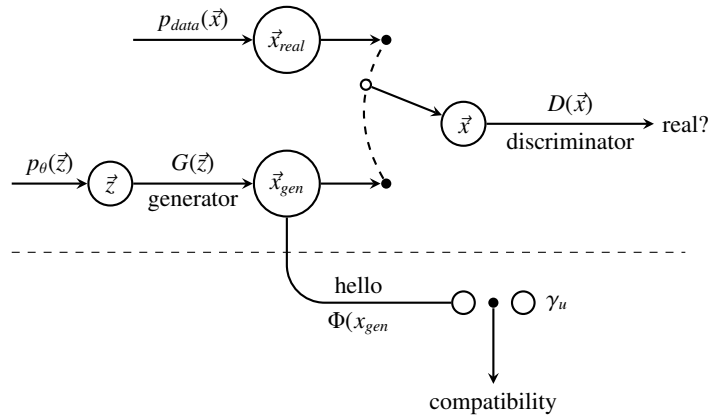 p_data(x⃗)
x⃗_real
x⃗
D(x⃗)
discriminator
real?
p_θ(z⃗)
z⃗
G(z⃗)
generator
x⃗_gen
hello
Φ(x_gen
γ_u
compatibility